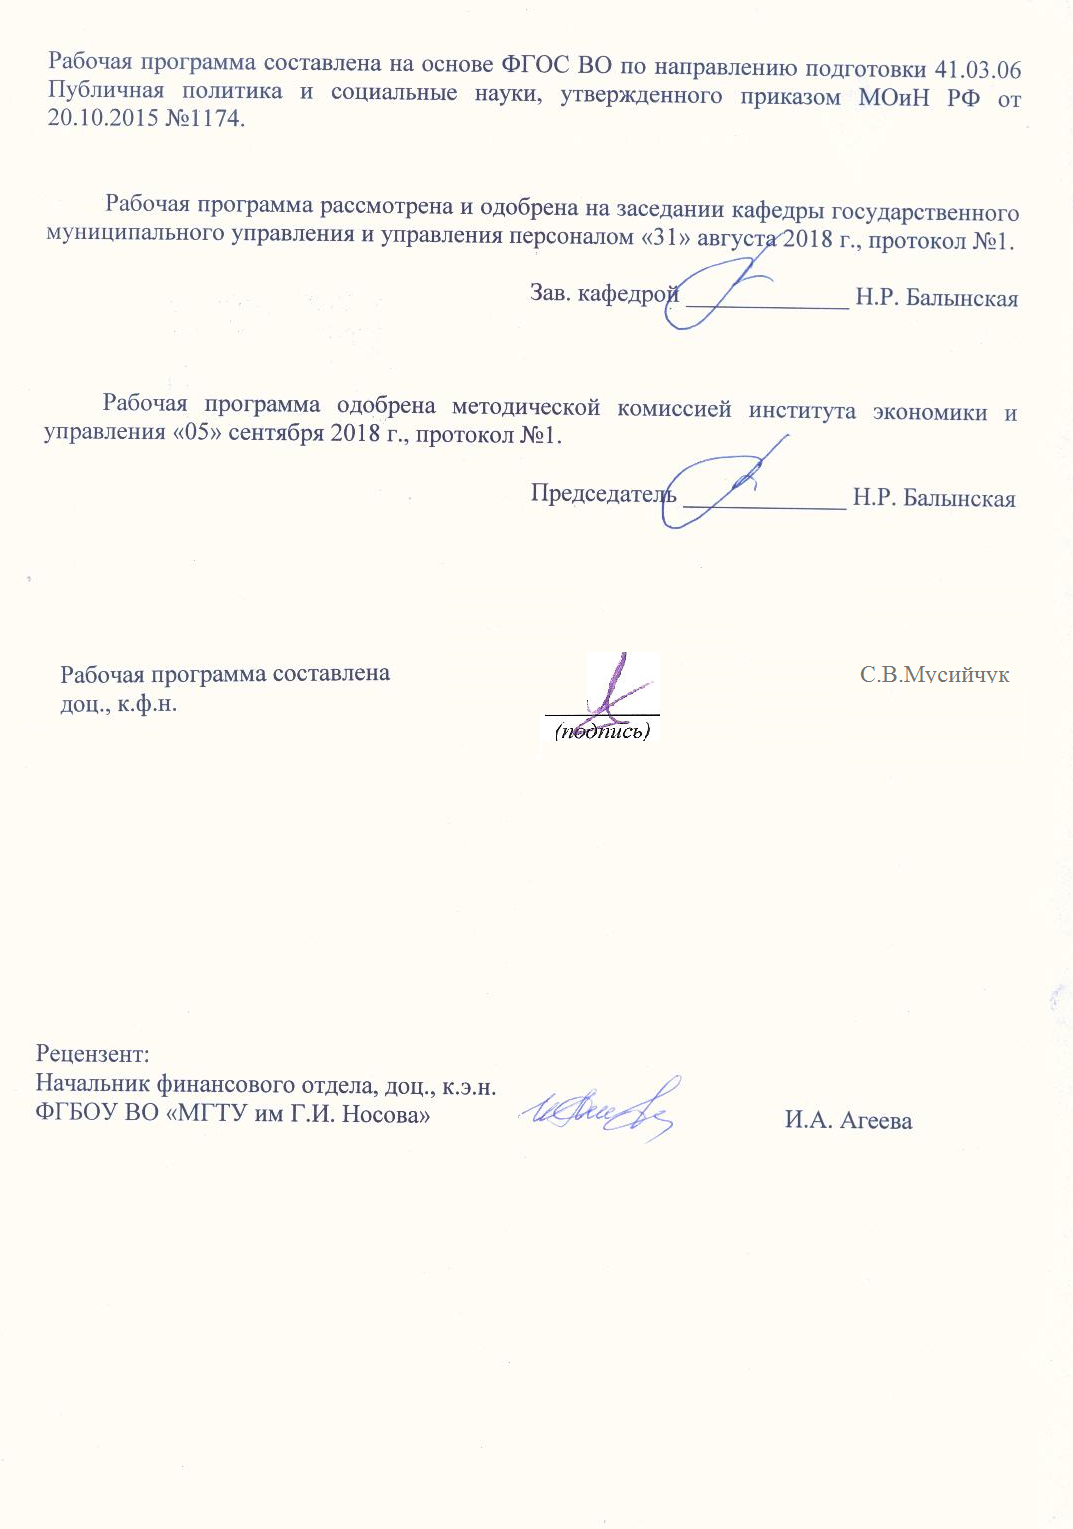 Рабочая программа составлена на основе ФГОС ВО по направлению подготовки 41.03.06
Публичная политика и социальные науки, утвержденного приказом МОиН РФ от
20.10.2015 №1174.
Рабочая программа рассмотрена и одобрена на заседании кафедры государственного
муниципального управления и управления персоналом «31» августа 2018 г., протокол №1.
Зав. кафедрой _____________ Н.Р. Балынская
Рабочая программа одобрена методической комиссией института экономики и
управления «05» сентября 2018 г., протокол №1.
Председатель _____________ Н.Р. Балынская
Рабочая программа составлена С.В.Мусийчук
доц., к.ф.н.
(подпись)
Рецензент:
Начальник финансового отдела, доц., к.э.н.
ФГБОУ ВО «МГТУ им Г.И. Носова» И.А. Агеева